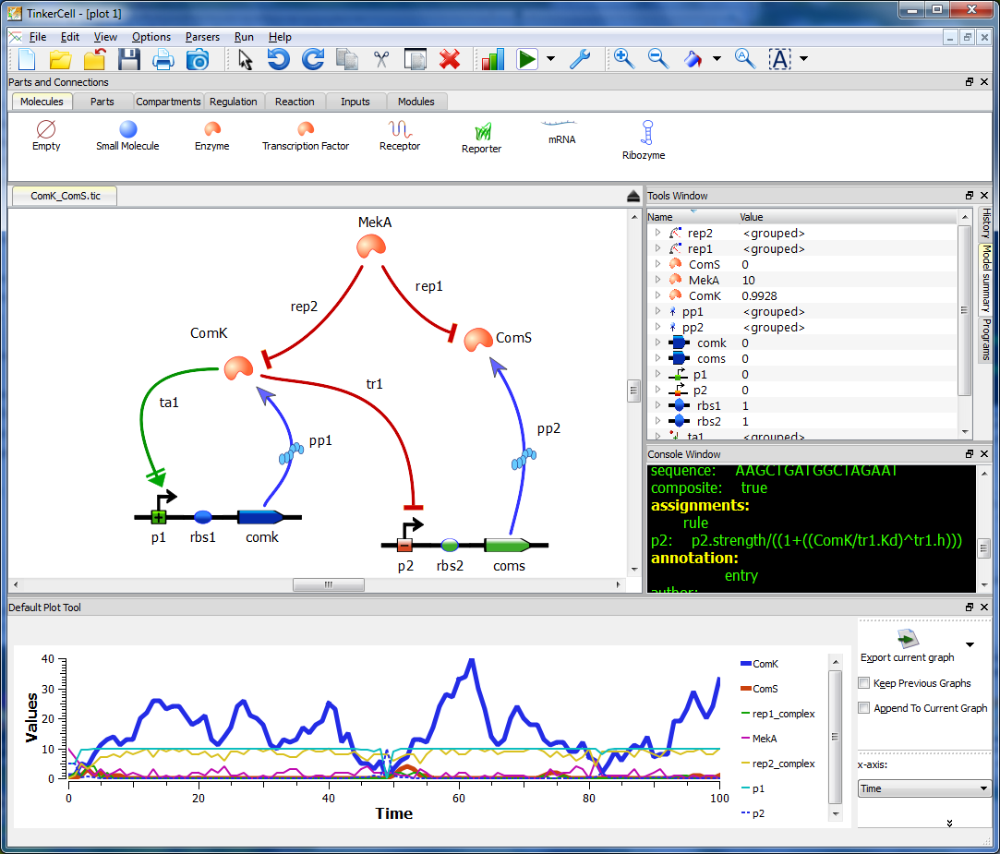 TinkerCell - [plot 1]
File Edit View Options Parsers Run Help
Parts and Connections
Molecules Parts Compartments Regulation Reaction Inputs Modules
Empty Small Molecule Enzyme Transcription Factor Receptor Reporter mRNA Ribozyme
ComK_ComS.tic
MekA
rep2
rep1
ComK
ComS
ta1
tr1
pp1
pp2
p1 rbs1 comk
p2 rbs2 coms
Tools Window
Name Value
rep2 <grouped>
rep1 <grouped>
ComS 0
MekA 10
ComK 0.9928
pp1 <grouped>
pp2 <grouped>
comk 0
coms 0
p1 0
p2 0
rbs1 1
rbs2 1
ta1 <grouped>
History
Model summary
Programs
Console Window
sequence: AAGCTGATGGCTAGAAT
composite: true
assignments:
rule
p2: p2.strength/((1+((ComK/tr1.Kd)^tr1.h)))
annotation:
entry
author:
Default Plot Tool
Values
40
30
20
10
0
0 20 40 60 80 100
Time
ComK
ComS
rep1_complex
MekA
rep2_complex
p1
p2
Export current graph
Keep Previous Graphs
Append To Current Graph
x-axis:
Time